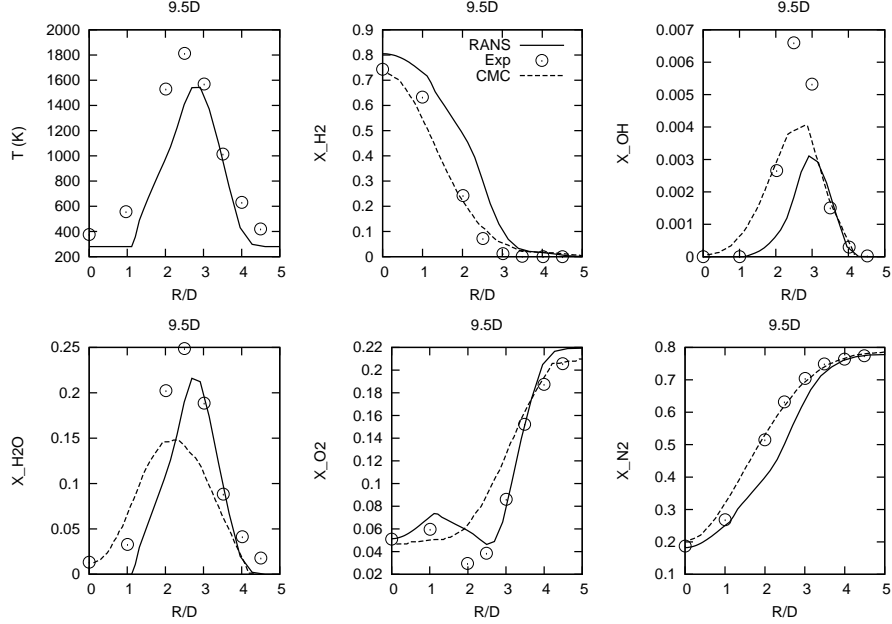 9.5D
2000
1800
1600
1400
1200
1000
800
600
400
200
T (K)
0 1 2 3 4 5
R/D
9.5D
0.9
0.8
0.7
0.6
0.5
0.4
0.3
0.2
0.1
0
X_H2
RANS
Exp
CMC
0 1 2 3 4 5
R/D
9.5D
0.007
0.006
0.005
0.004
0.003
0.002
0.001
0
X_OH
0 1 2 3 4 5
R/D
9.5D
0.25
0.2
0.15
0.1
0.05
0
X_H2O
0 1 2 3 4 5
R/D
9.5D
0.22
0.2
0.18
0.16
0.14
0.12
0.1
0.08
0.06
0.04
0.02
X_O2
0 1 2 3 4 5
R/D
9.5D
0.8
0.7
0.6
0.5
0.4
0.3
0.2
0.1
X_N2
0 1 2 3 4 5
R/D